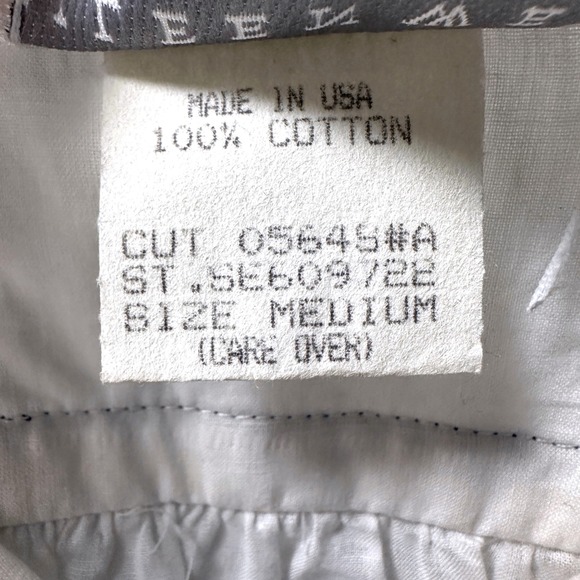 MADE IN USA
100% COTTON
CUT 05645#A
ST.SE609/22
SIZE MEDIUM
(CARE OVER)